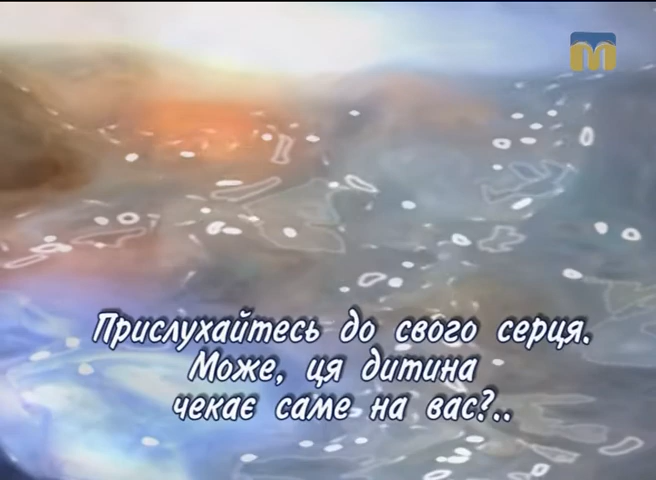 M
Прислухайтесь до свого серця.
Може, ця дитина
чекає саме на вас?..